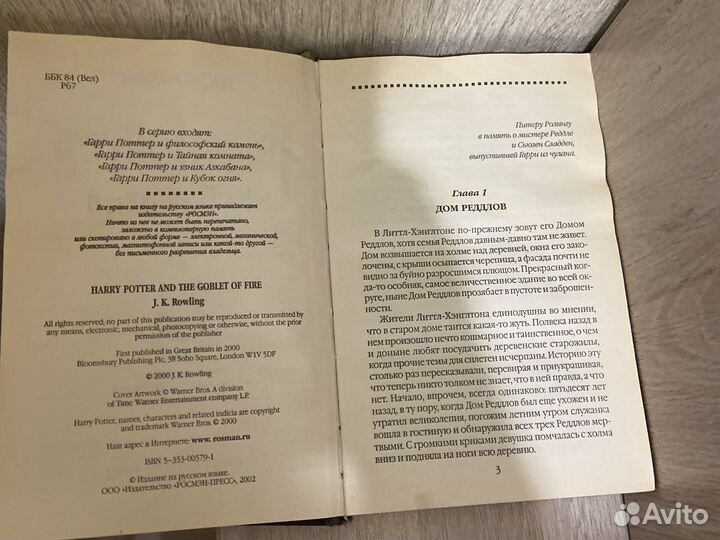 ББК 84 (Вел)
Р67
В серию входят:
«Гарри Поттер и философский камень»,
«Гарри Поттер и Тайная комната»,
«Гарри Поттер и узник Азкабана»,
«Гарри Поттер и Кубок огня».
Все права на книгу на русском языке принадлежат
издательству «РОСМЭН».
Ничто из нее не может быть перепечатано,
заложено в компьютерную память
или скопировано в любой форме — электронной, механической,
фотокопии, магнитофонной записи или какой-то другой —
без письменного разрешения владельца.
HARRY POTTER AND THE GOBLET OF FIRE
J. K. Rowling
All rights reserved, no part of this publication may be reproduced or transmitted by
any means, electronic, mechanical, photocopying or otherwise, without the prior
permission of the publisher
First published in Great Britain in 2000
Bloomsbury Publishing Plc, 38 Soho Square, London W1V 5DF
© 2000 J. K. Rowling
Cover Artwork © Warner Bros. A division
of Time Warner Entertainment company LP.
Harry Potter, names, characters and related indicia are copyright
and trademark Warner Bros. © 2000
Наш адрес в Интернете: www.rosman.ru
ISBN 5-353-00579-1
© Издание на русском языке.
ООО «Издательство «РОСМЭН-ПРЕСС», 2002
Питеру Ролингу
в память о мистере Реддле
и Сьюзен Сладден,
выпустившей Гарри из чулана.
Глава 1
ДОМ РЕДДЛОВ
В Литтл-Хэнглтоне по-прежнему зовут его Домом
Реддлов, хотя семья Реддлов давным-давно там не живет.
Дом возвышается на холме над деревней, окна его зако-
лочены, с крыши осыпается черепица, а фасада почти не
видно за буйно разросшимся плющом. Прекрасный ког-
да-то особняк, самое величественное здание во всей ок-
руге, ныне Дом Реддлов прозябает в пустоте и заброшен-
ности.
Жители Литтл-Хэнглтона единодушны во мнении,
что в старом доме таится какая-то жуть. Полвека назад в
нем произошло нечто кошмарное и таинственное, о чем
и доныне любят посудачить деревенские старожилы,
когда прочие темы для сплетен исчерпаны. Историю эту
столько раз пересказывали, перевирая и приукрашивая,
что теперь никто толком не знает, что в ней правда, а что
нет. Начало, впрочем, всегда одинаково: пятьдесят лет
назад, в ту пору, когда Дом Реддлов был еще ухожен и не
утратил великолепия, погожим летним утром служанка
вошла в гостиную и обнаружила всех трех Реддлов мер-
твыми. С громкими криками девушка помчалась с холма
вниз и подняла на ноги всю деревню.
3
Avito